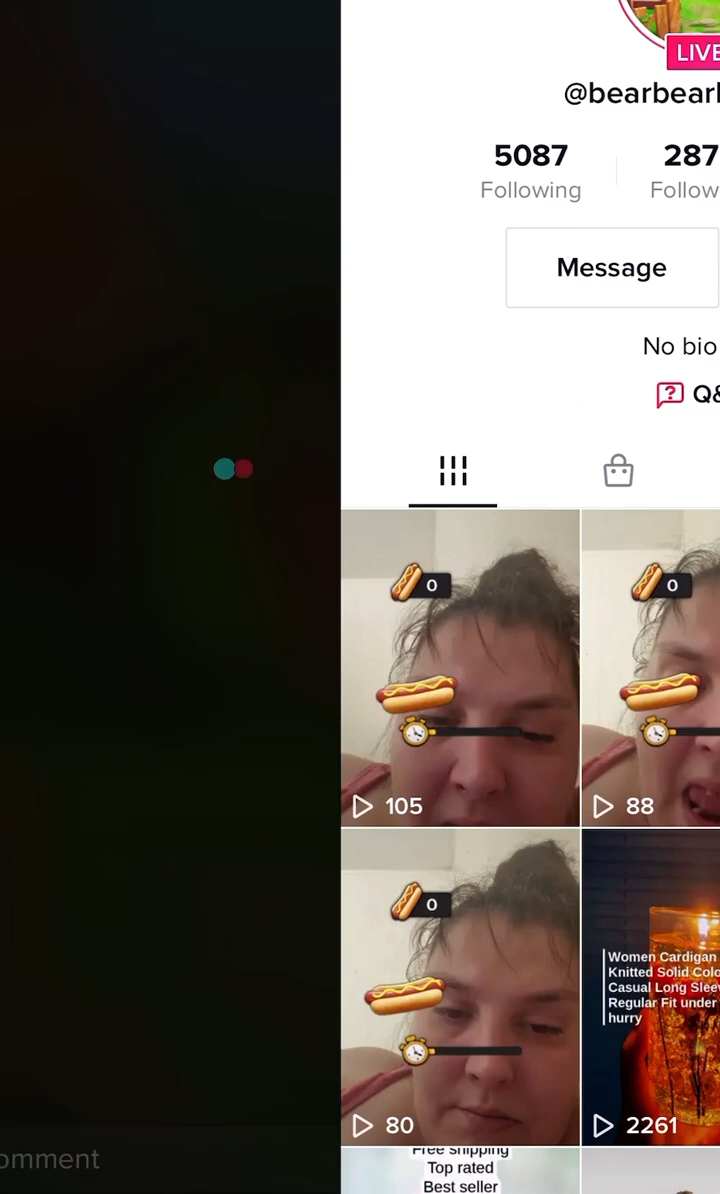 LIVE
@bearbear
5087
287
Following
Follow
Message
No bio
Q&
0
0
105
88
0
Women Cardigan
Knitted Solid Colo
Casual Long Slee
Regular Fit under
hurry
80
2261
omment
Free shipping
Top rated
Best seller